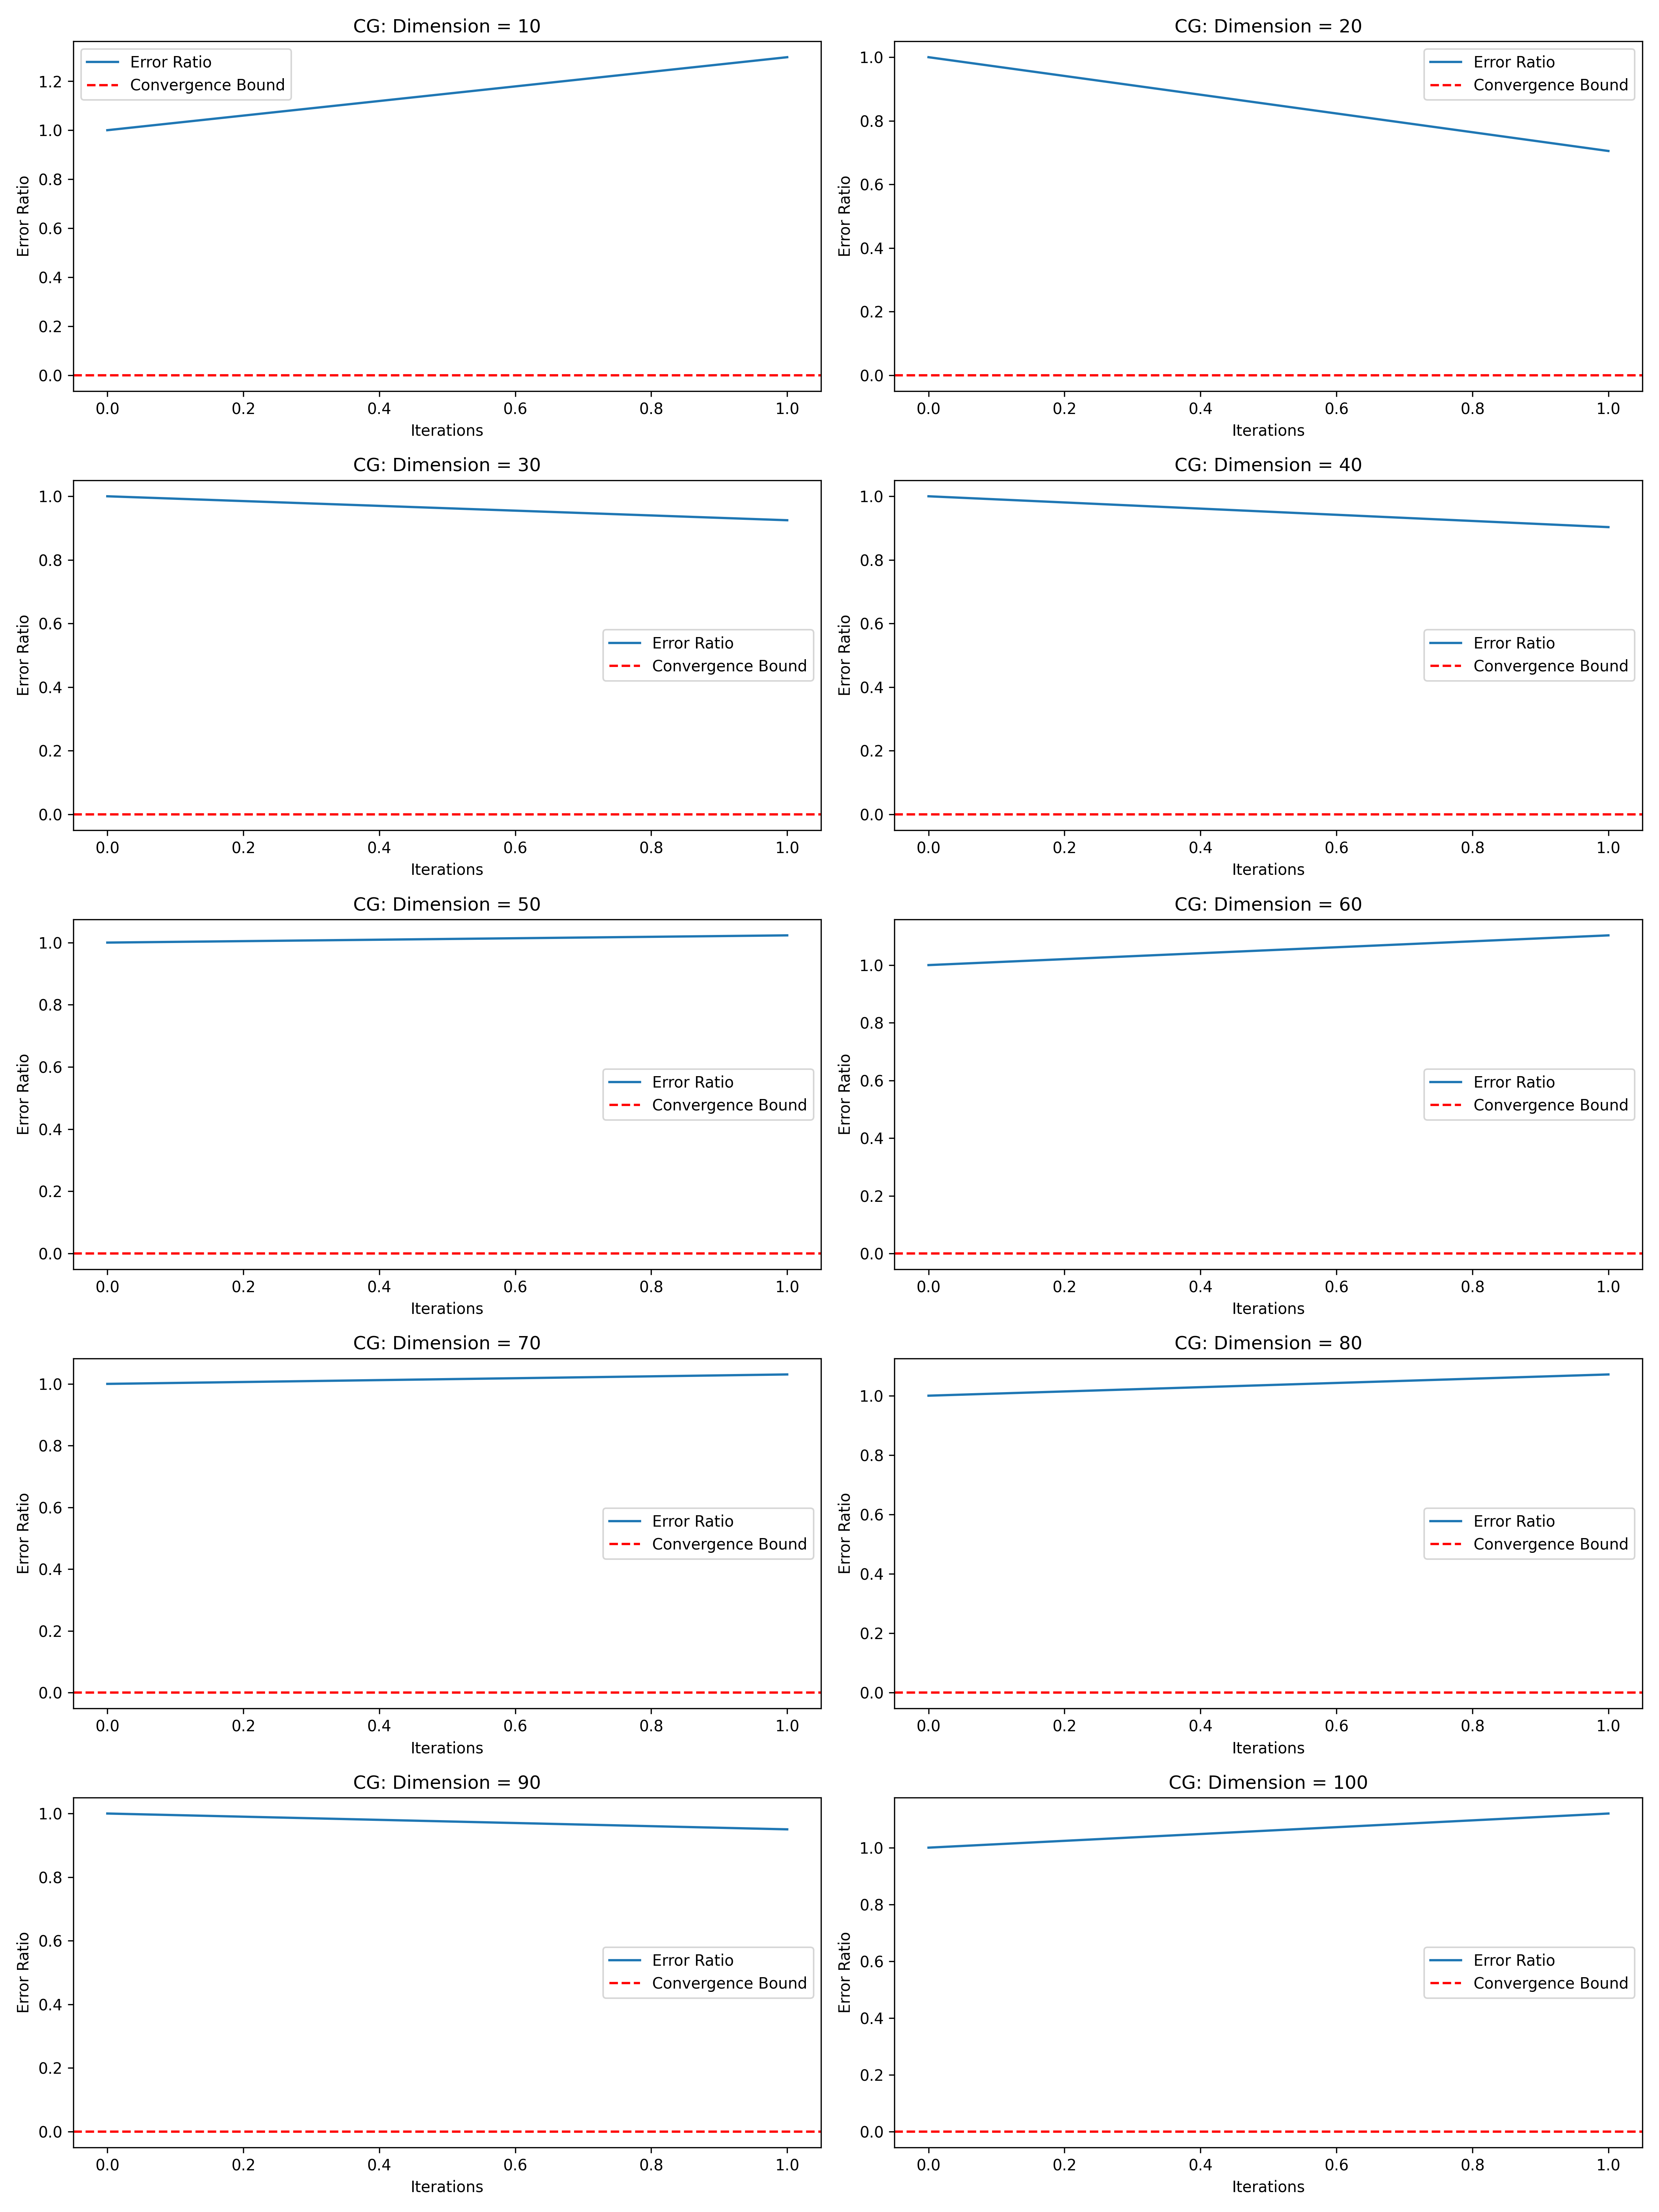 CG: Dimension = 10
Error Ratio
Convergence Bound
Error Ratio
1.2
1.0
0.8
0.6
0.4
0.2
0.0
0.0 0.2 0.4 0.6 0.8 1.0
Iterations
CG: Dimension = 20
Error Ratio
Convergence Bound
Error Ratio
1.0
0.8
0.6
0.4
0.2
0.0
0.0 0.2 0.4 0.6 0.8 1.0
Iterations
CG: Dimension = 30
Error Ratio
Convergence Bound
Error Ratio
1.0
0.8
0.6
0.4
0.2
0.0
0.0 0.2 0.4 0.6 0.8 1.0
Iterations
CG: Dimension = 40
Error Ratio
Convergence Bound
Error Ratio
1.0
0.8
0.6
0.4
0.2
0.0
0.0 0.2 0.4 0.6 0.8 1.0
Iterations
CG: Dimension = 50
Error Ratio
Convergence Bound
Error Ratio
1.0
0.8
0.6
0.4
0.2
0.0
0.0 0.2 0.4 0.6 0.8 1.0
Iterations
CG: Dimension = 60
Error Ratio
Convergence Bound
Error Ratio
1.0
0.8
0.6
0.4
0.2
0.0
0.0 0.2 0.4 0.6 0.8 1.0
Iterations
CG: Dimension = 70
Error Ratio
Convergence Bound
Error Ratio
1.0
0.8
0.6
0.4
0.2
0.0
0.0 0.2 0.4 0.6 0.8 1.0
Iterations
CG: Dimension = 80
Error Ratio
Convergence Bound
Error Ratio
1.0
0.8
0.6
0.4
0.2
0.0
0.0 0.2 0.4 0.6 0.8 1.0
Iterations
CG: Dimension = 90
Error Ratio
Convergence Bound
Error Ratio
1.0
0.8
0.6
0.4
0.2
0.0
0.0 0.2 0.4 0.6 0.8 1.0
Iterations
CG: Dimension = 100
Error Ratio
Convergence Bound
Error Ratio
1.0
0.8
0.6
0.4
0.2
0.0
0.0 0.2 0.4 0.6 0.8 1.0
Iterations